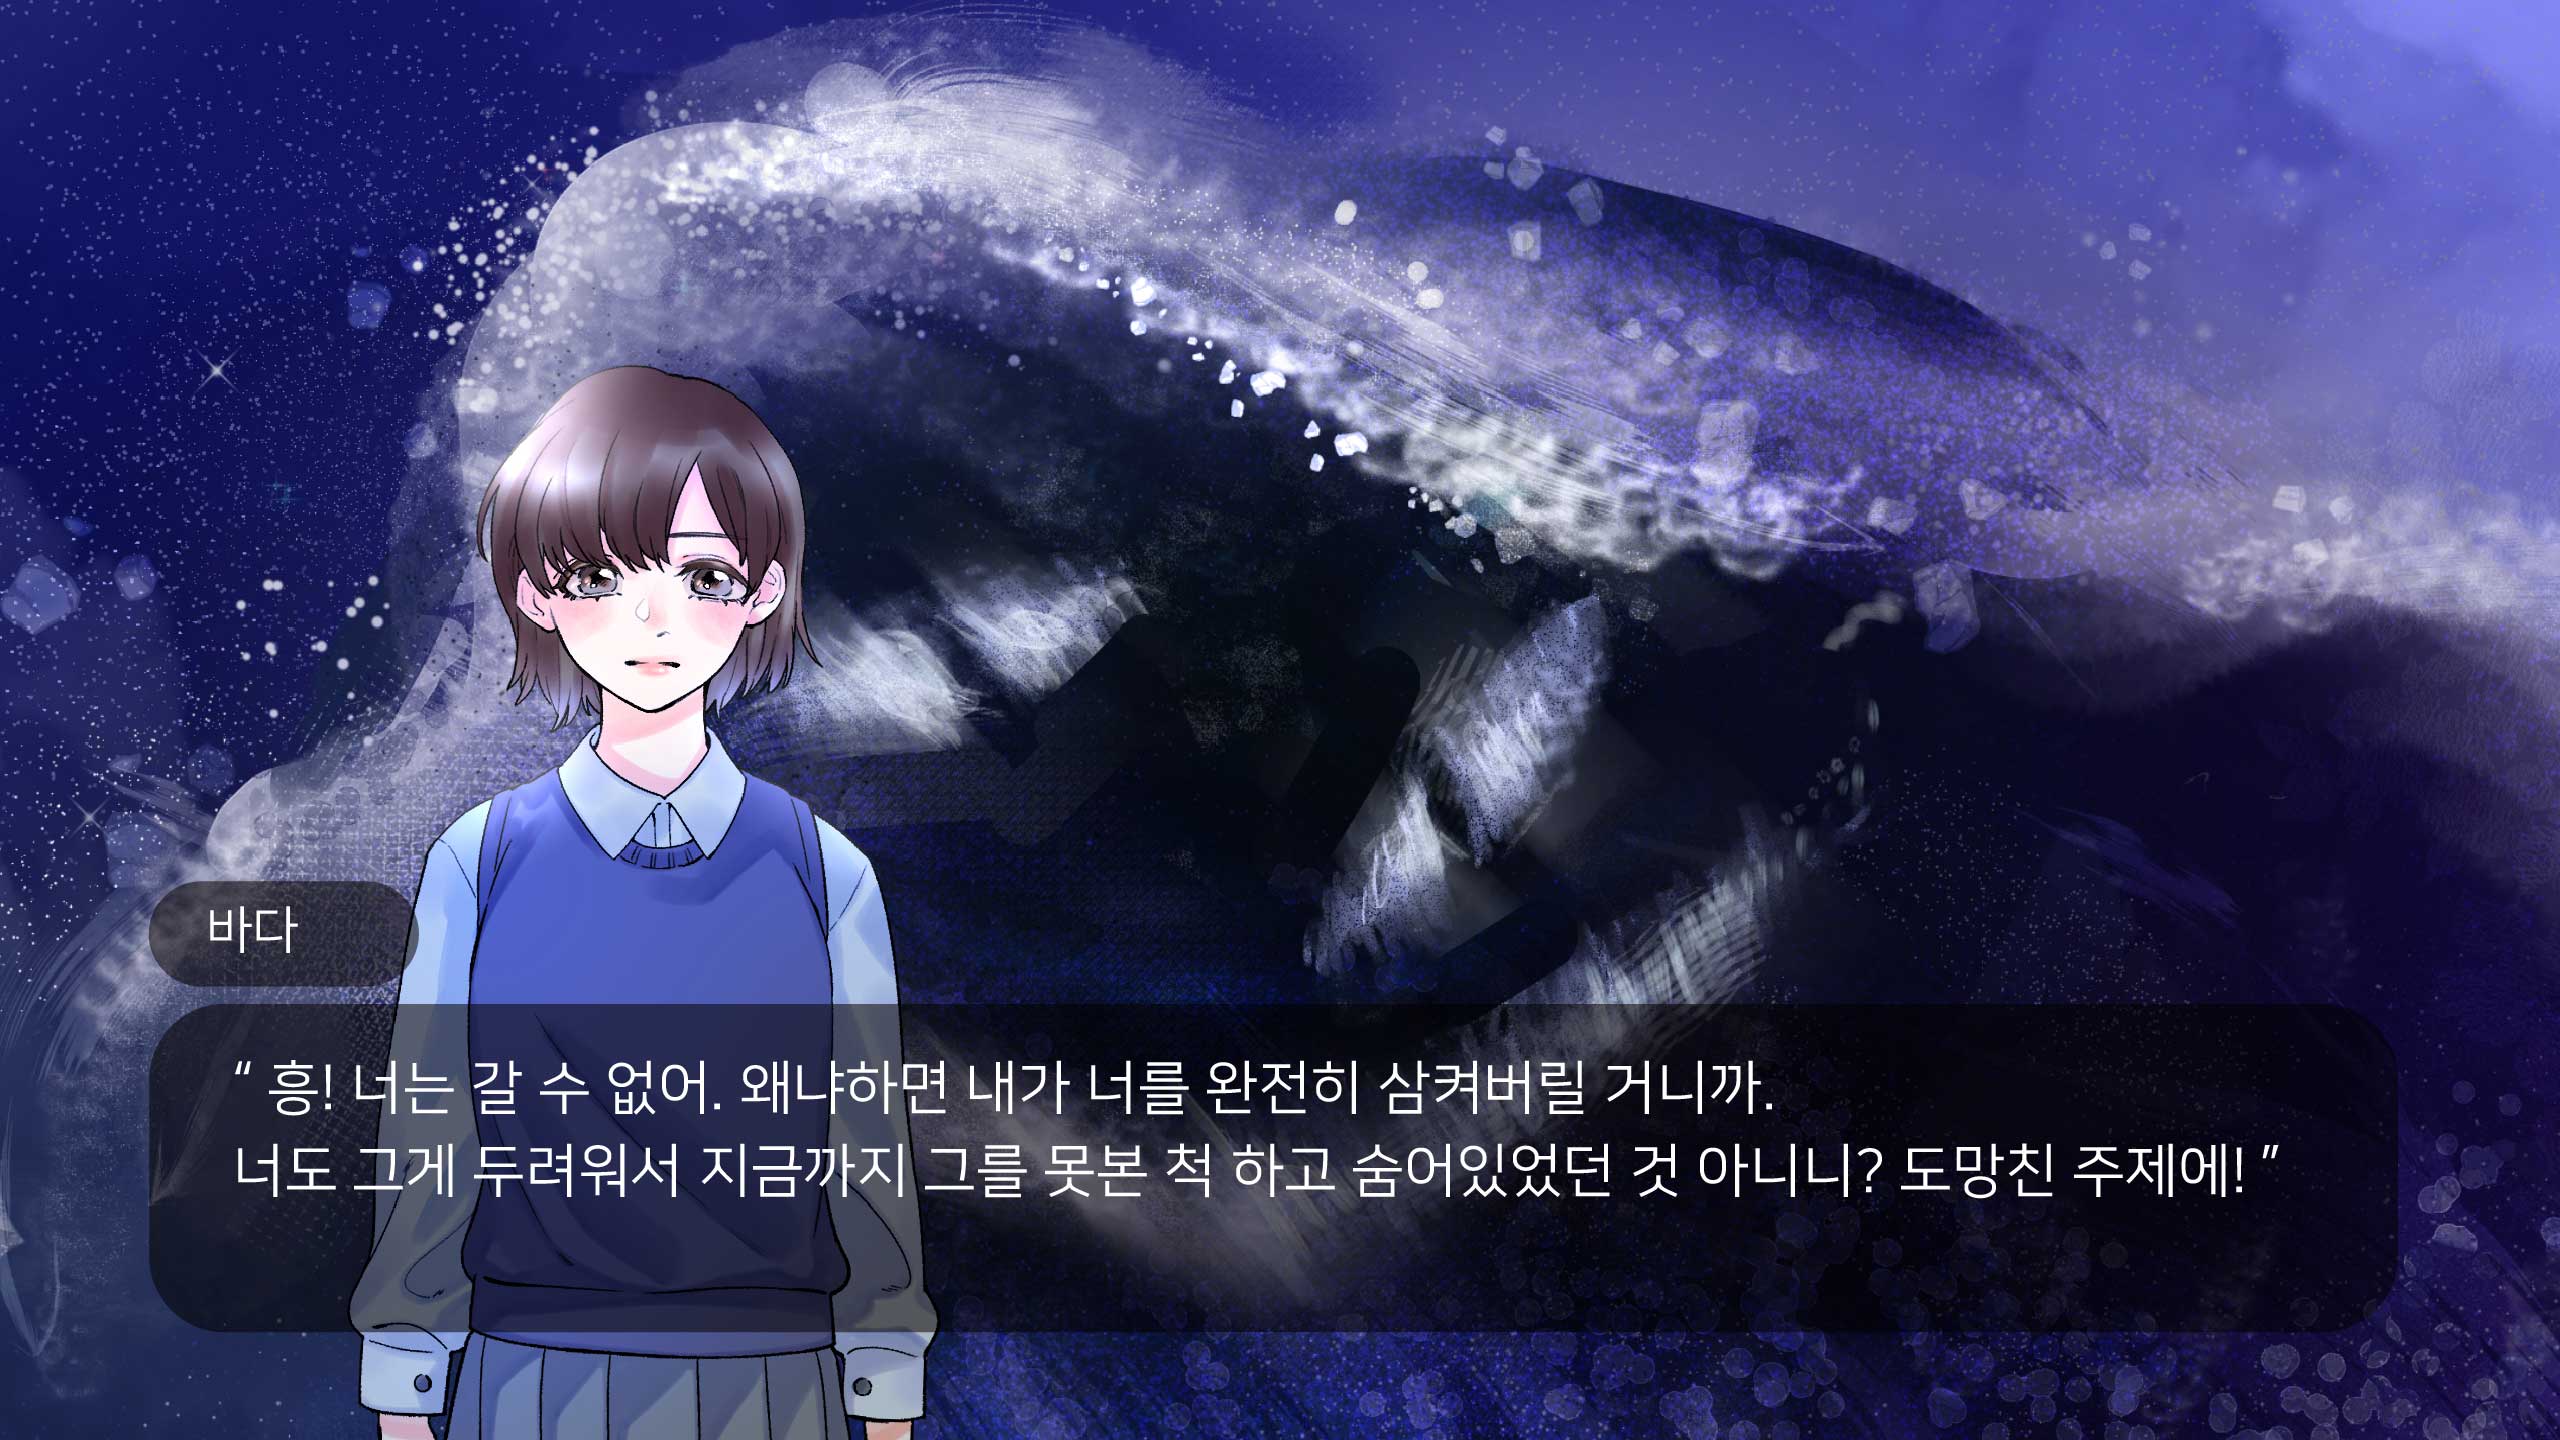 바다
“ 흥! 너는 갈 수 없어. 왜냐하면 내가 너를 완전히 삼켜버릴 거니까.
너도 그게 두려워서 지금까지 그를 못본 척 하고 숨어있었던 것 아니니? 도망친 주제에! ”